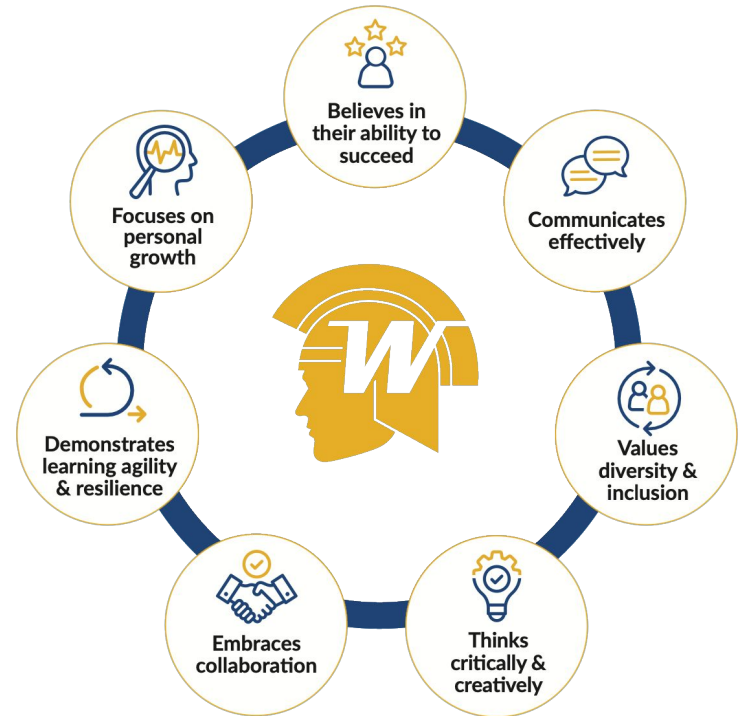 Believes in
their ability to
succeed
Communicates
effectively
Values
diversity &
inclusion
Thinks
critically &
creatively
Embraces
collaboration
Demonstrates
learning agility
& resilience
Focuses on
personal
growth
W